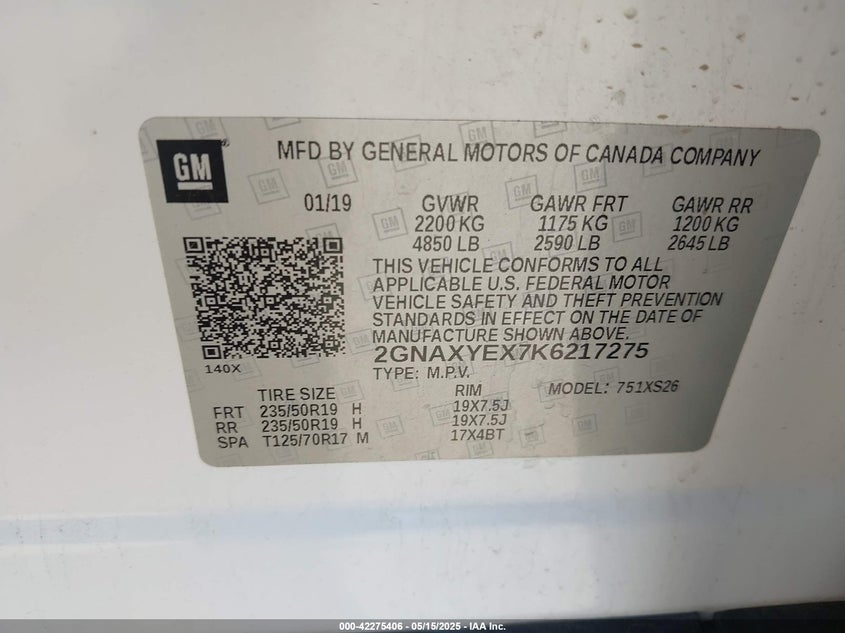 GM
MFD BY GENERAL MOTORS OF CANADA COMPANY
01/19 GVWR GAWR FRT GAWR RR
2200 KG 1175 KG 1200 KG
4850 LB 2590 LB 2645 LB
THIS VEHICLE CONFORMS TO ALL
APPLICABLE U.S. FEDERAL MOTOR
VEHICLE SAFETY AND THEFT PREVENTION
STANDARDS IN EFFECT ON THE DATE OF
MANUFACTURE SHOWN ABOVE.
2GNAXYEX7K6217275
140X TYPE: M.P.V.
TIRE SIZE RIM MODEL: 751XS26
FRT 235/50R19 H 19X7.5J
RR 235/50R19 H 19X7.5J
SPA T125/70R17 M 17X4BT
000-42275406 - 05/15/2025 - IAA Inc.